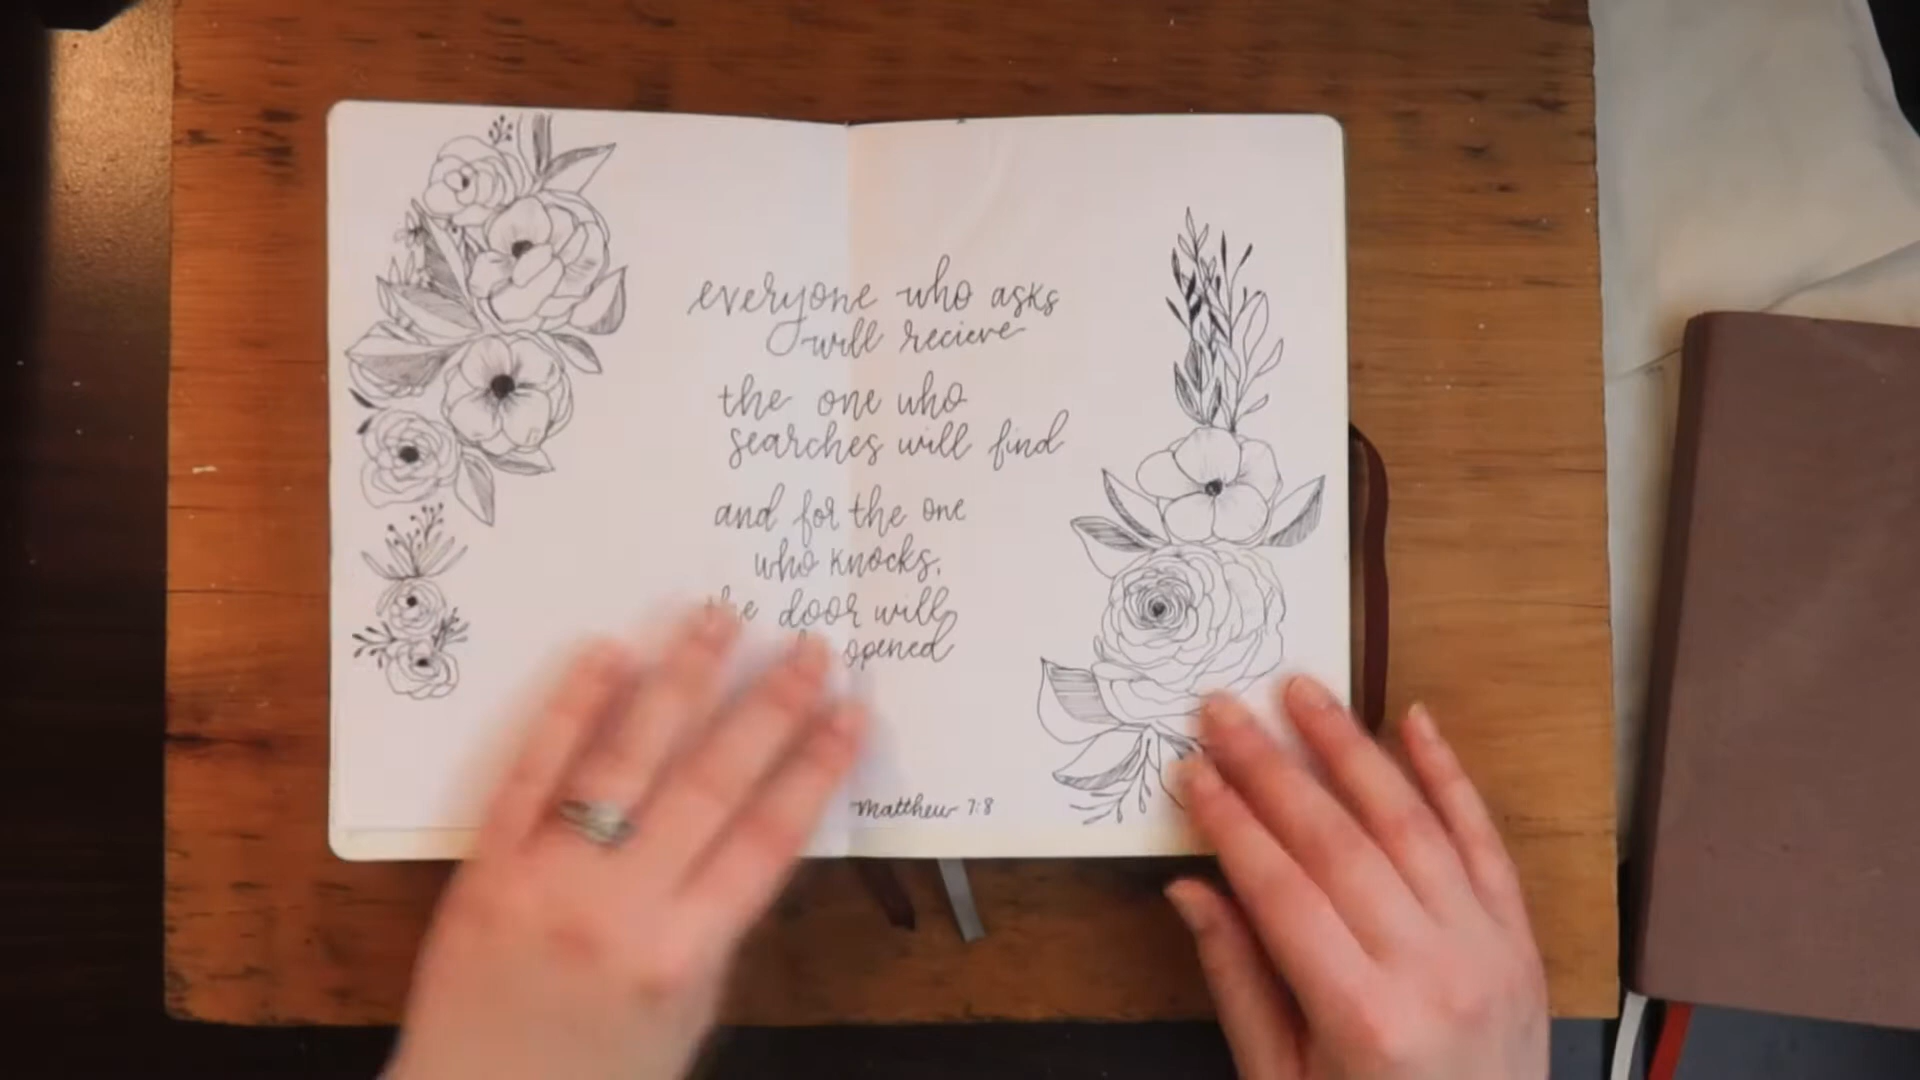 everyone who asks
will recieve
the one who
searches will find
and for the one
who knocks,
the door will
opened
Matthew 7:8